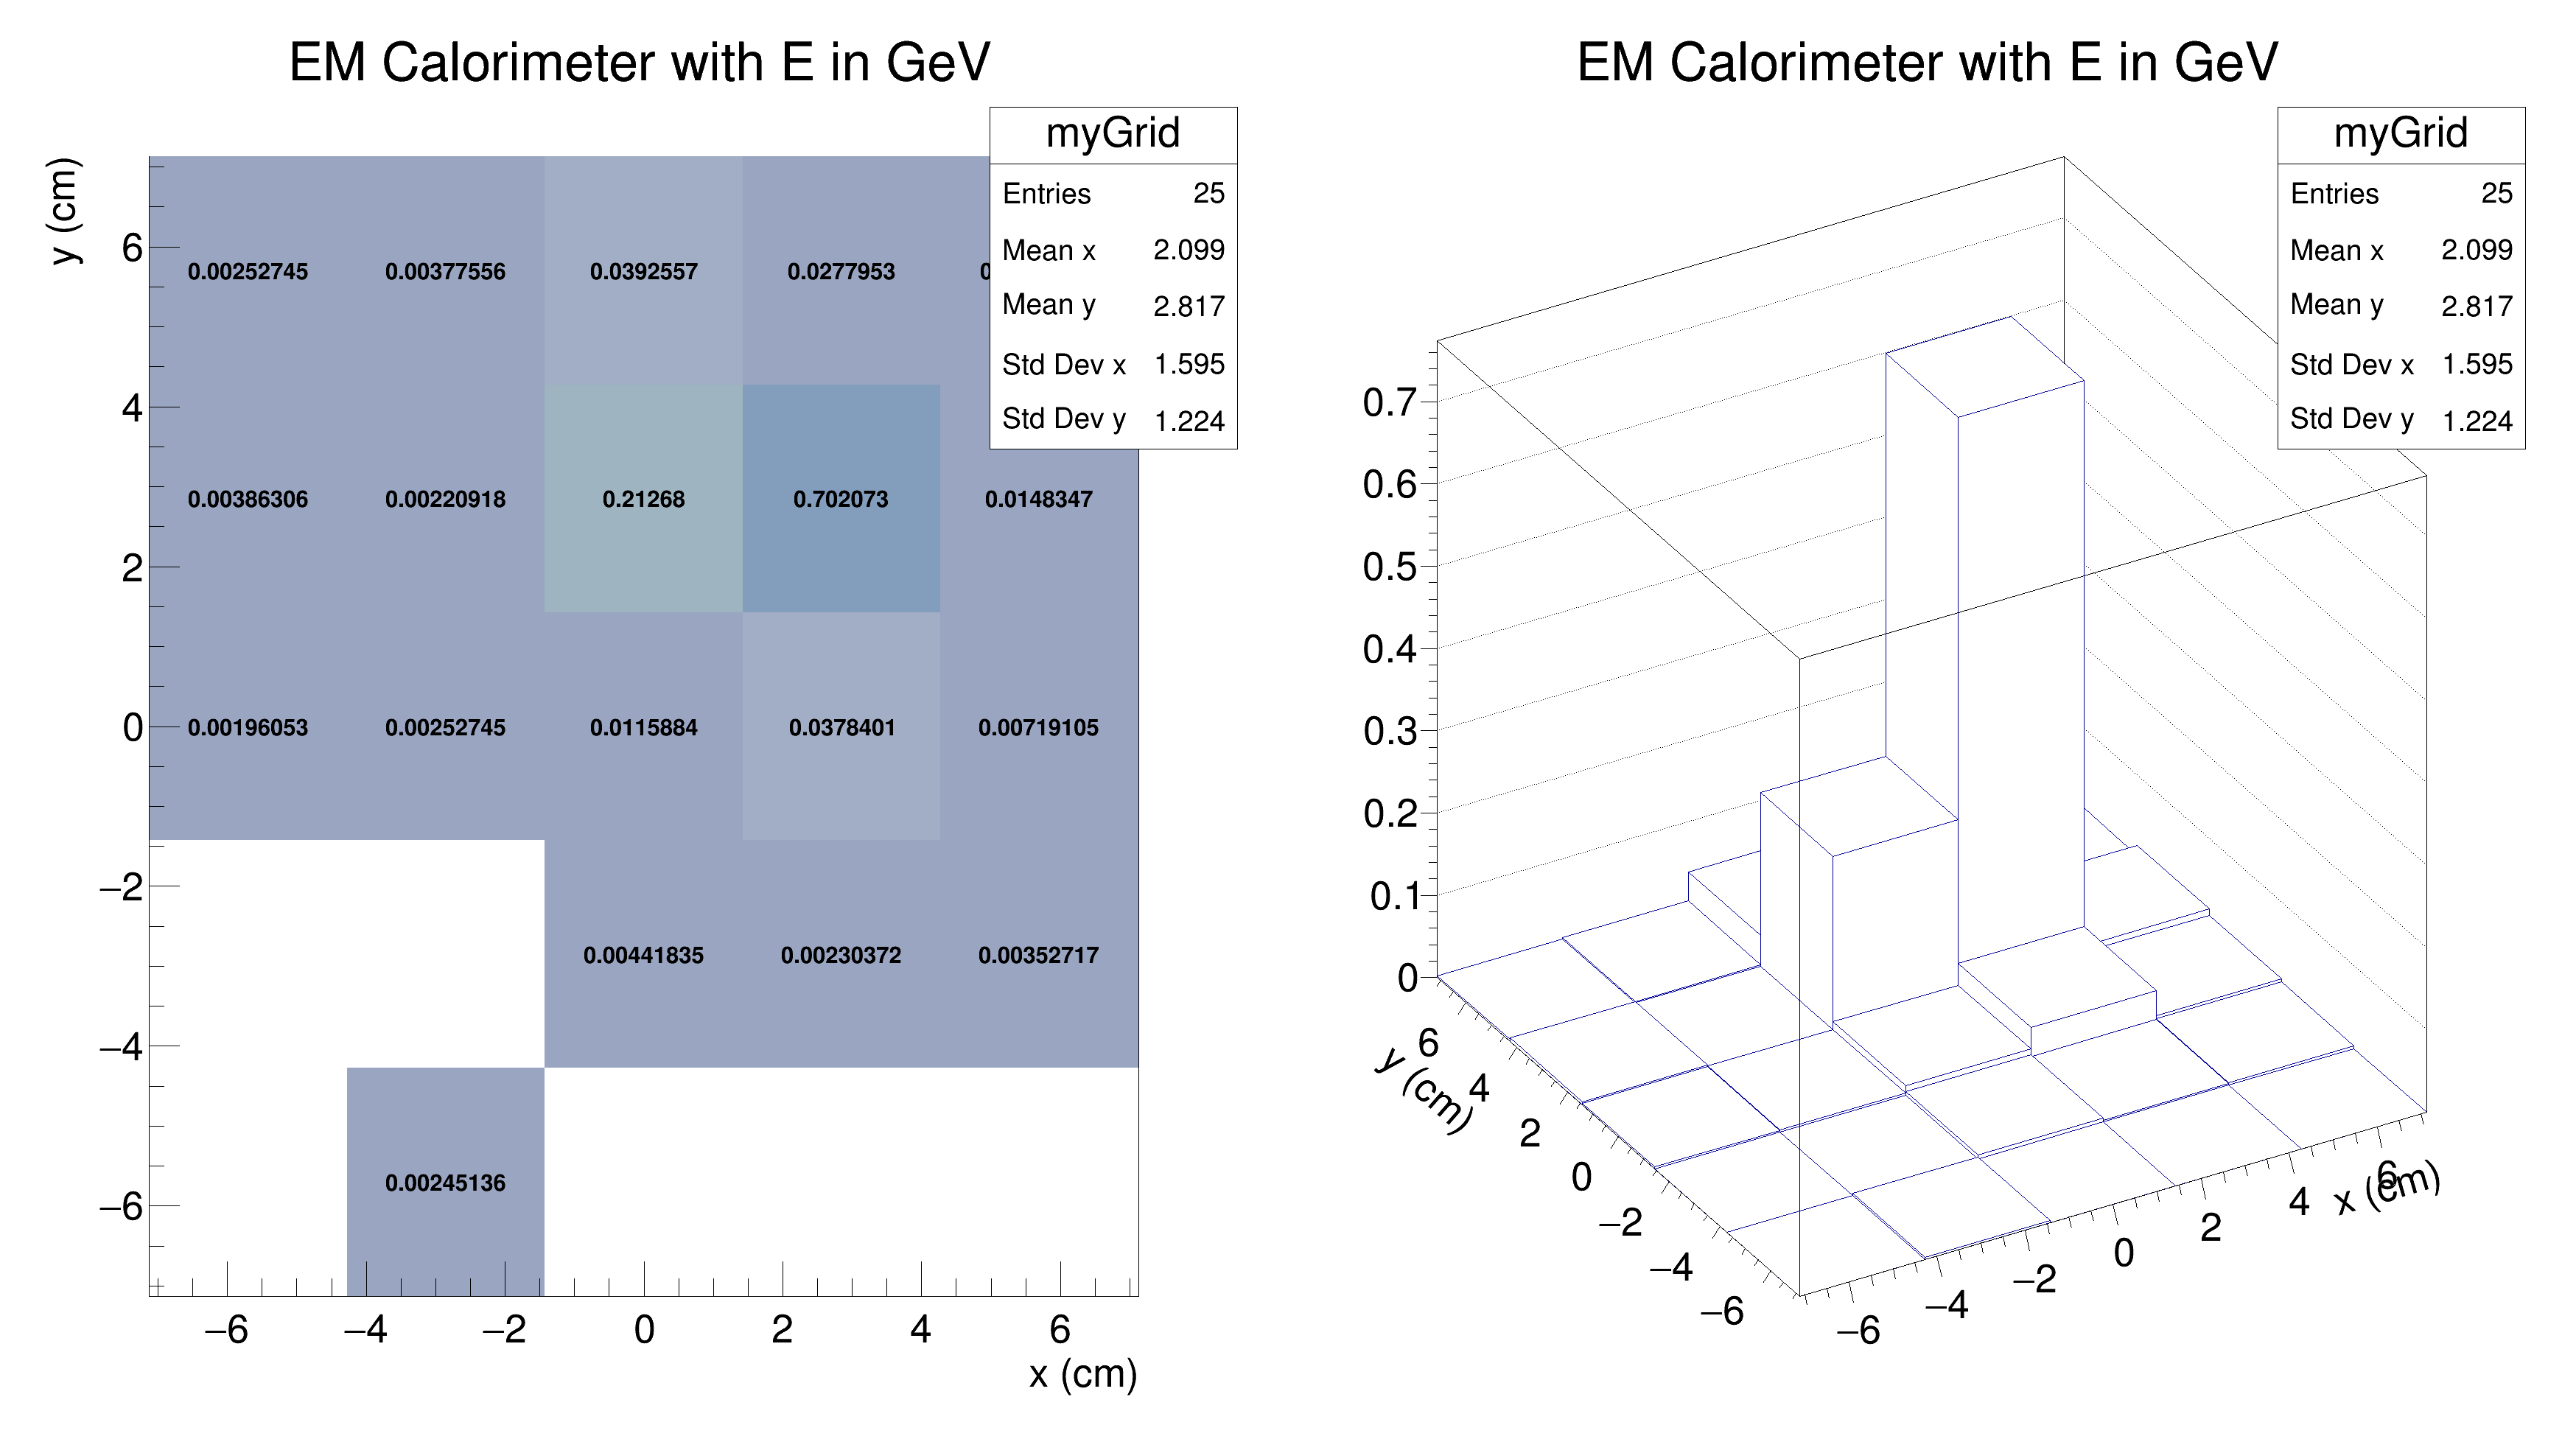 EM Calorimeter with E in GeV
myGrid
Entries 25
Mean x 2.099
Mean y 2.817
Std Dev x 1.595
Std Dev y 1.224
y (cm)
6
4
2
0
−2
−4
−6
0.00252745 0.00377556 0.0392557 0.0277953 0
0.00386306 0.00220918 0.21268 0.702073 0.0148347
0.00196053 0.00252745 0.0115884 0.0378401 0.00719105
0.00441835 0.00230372 0.00352717
0.00245136
−6 −4 −2 0 2 4 6
x (cm)
EM Calorimeter with E in GeV
myGrid
Entries 25
Mean x 2.099
Mean y 2.817
Std Dev x 1.595
Std Dev y 1.224
0.7
0.6
0.5
0.4
0.3
0.2
0.1
0
y (cm)
6
4
2
0
−2
−4
−6
−6 −4 −2 0 2 4 6
x (cm)